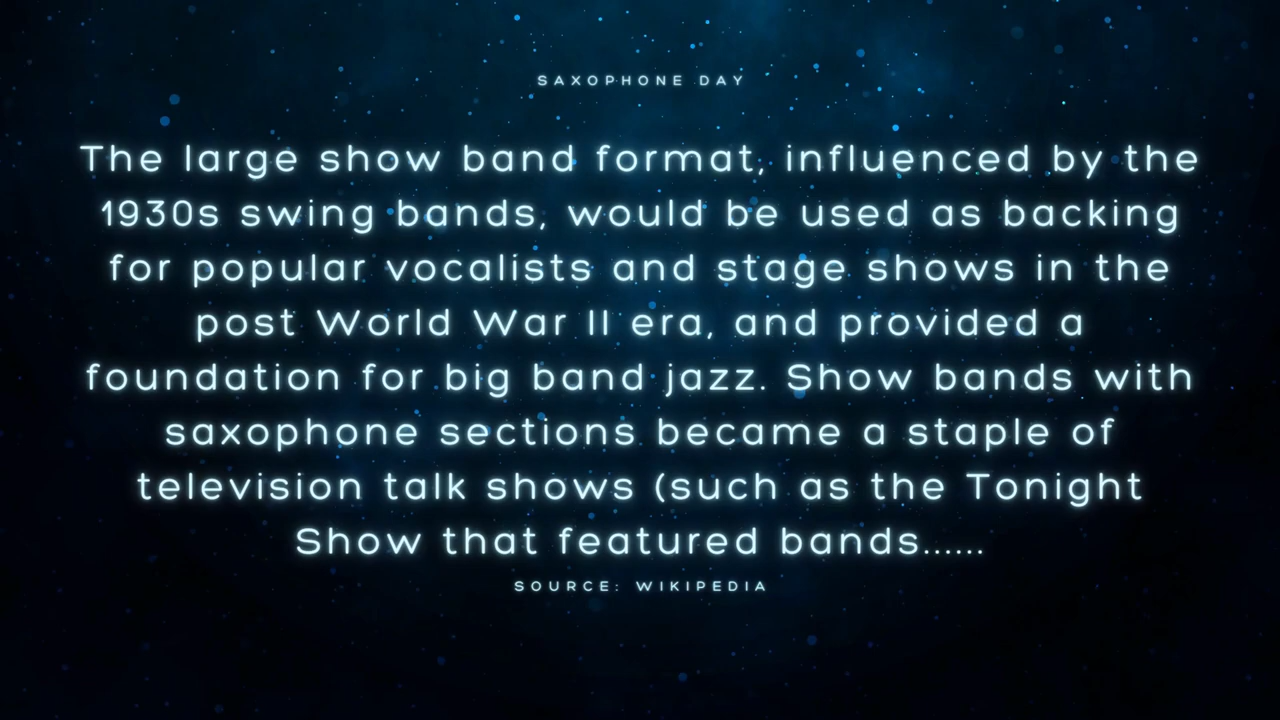 SAXOPHONE DAY
The large show band format, influenced by the
1930s swing bands, would be used as backing
for popular vocalists and stage shows in the
post World War II era, and provided a
foundation for big band jazz. Show bands with
saxophone sections became a staple of
television talk shows (such as the Tonight
Show that featured bands......
SOURCE: WIKIPEDIA